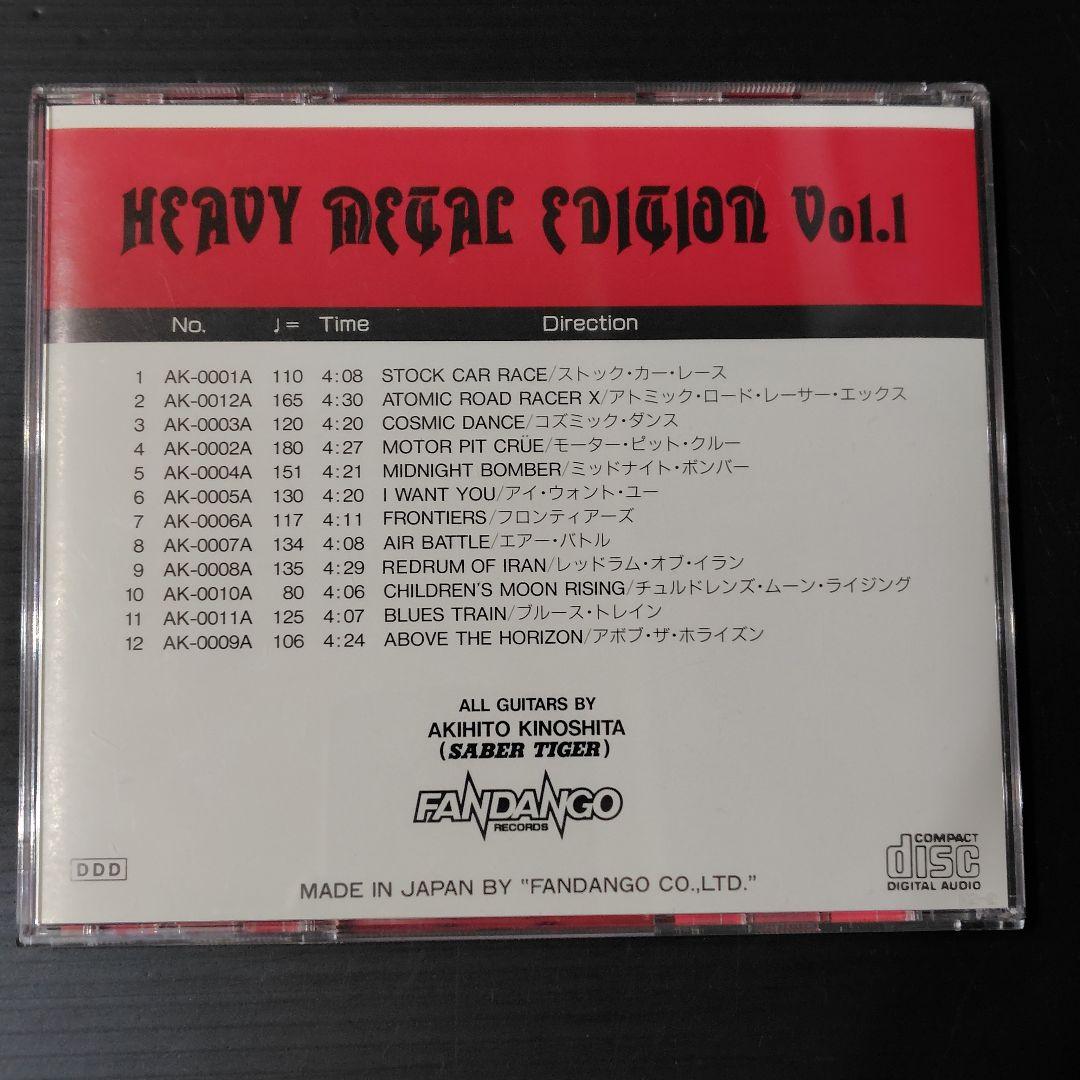 HEAVY METAL EDITION Vol.1
No. ♩= Time Direction
1 AK-0001A 110 4:08 STOCK CAR RACE/ストック・カー・レース
2 AK-0012A 165 4:30 ATOMIC ROAD RACER X/アトミック・ロード・レーサー・エックス
3 AK-0003A 120 4:20 COSMIC DANCE/コズミック・ダンス
4 AK-0002A 180 4:27 MOTOR PIT CRÜE/モーター・ピット・クルー
5 AK-0004A 151 4:21 MIDNIGHT BOMBER/ミッドナイト・ボンバー
6 AK-0005A 130 4:20 I WANT YOU/アイ・ウォント・ユー
7 AK-0006A 117 4:11 FRONTIERS/フロンティアーズ
8 AK-0007A 134 4:08 AIR BATTLE/エアー・バトル
9 AK-0008A 135 4:29 REDRUM OF IRAN/レッドラム・オブ・イラン
10 AK-0010A 80 4:06 CHILDREN'S MOON RISING/チュルドレンズ・ムーン・ライジング
11 AK-0011A 125 4:07 BLUES TRAIN/ブルース・トレイン
12 AK-0009A 106 4:24 ABOVE THE HORIZON/アボブ・ザ・ホライズン
ALL GUITARS BY
AKIHITO KINOSHITA
(SABER TIGER)
FANDANGO
RECORDS
DDD
COMPACT
disc
DIGITAL AUDIO
MADE IN JAPAN BY "FANDANGO CO.,LTD."